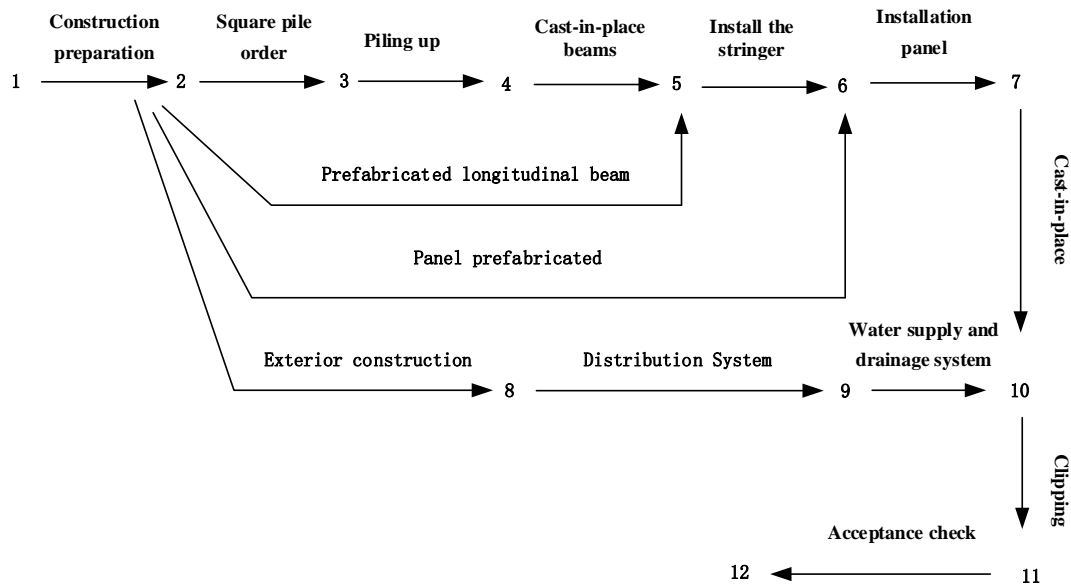 Construction
preparation
Square pile
order
Piling up
Cast-in-place
beams
Install the
stringer
Installation
panel
1
2
3
4
5
6
7
Prefabricated longitudinal beam
Cast-in-place
Panel prefabricated
Exterior construction
Distribution System
Water supply and
drainage system
8
9
10
Clipping
Acceptance check
12
11